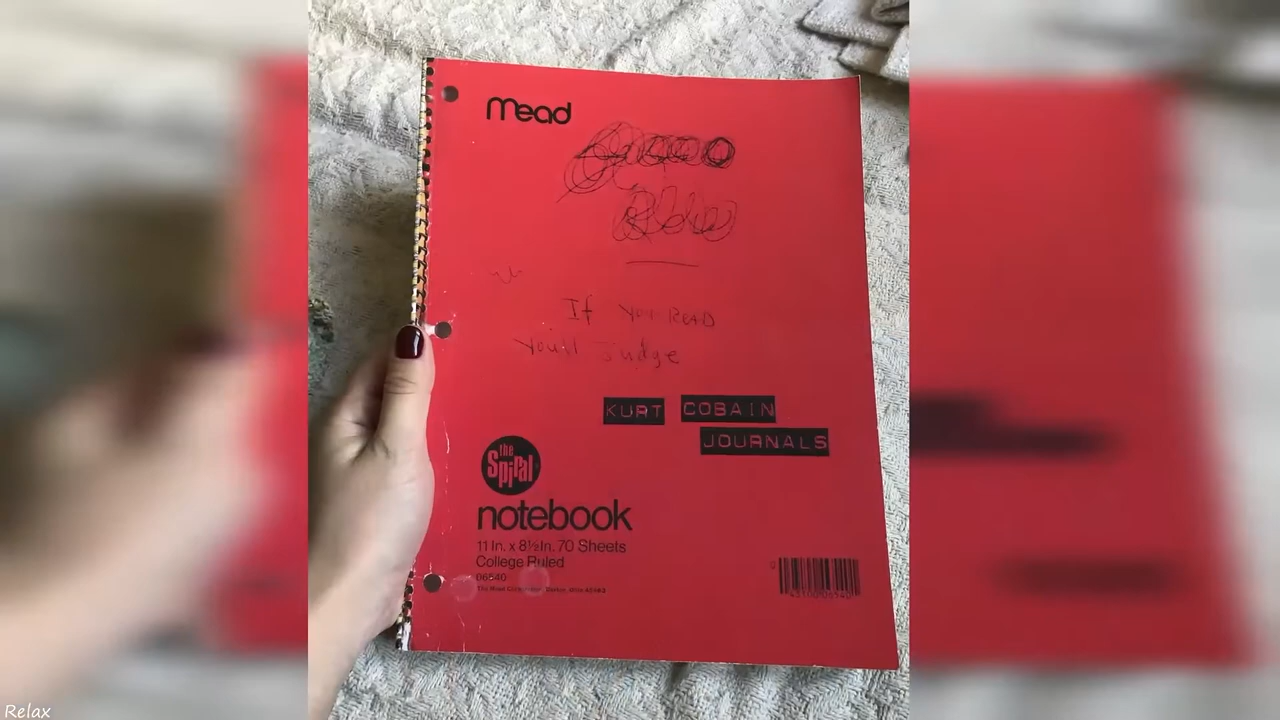 Mead
If You READ
You'll Judge
KURT COBAIN
JOURNALS
the
Spiral
notebook
11 In. x 8½ In. 70 Sheets
College Ruled
06540
Relax